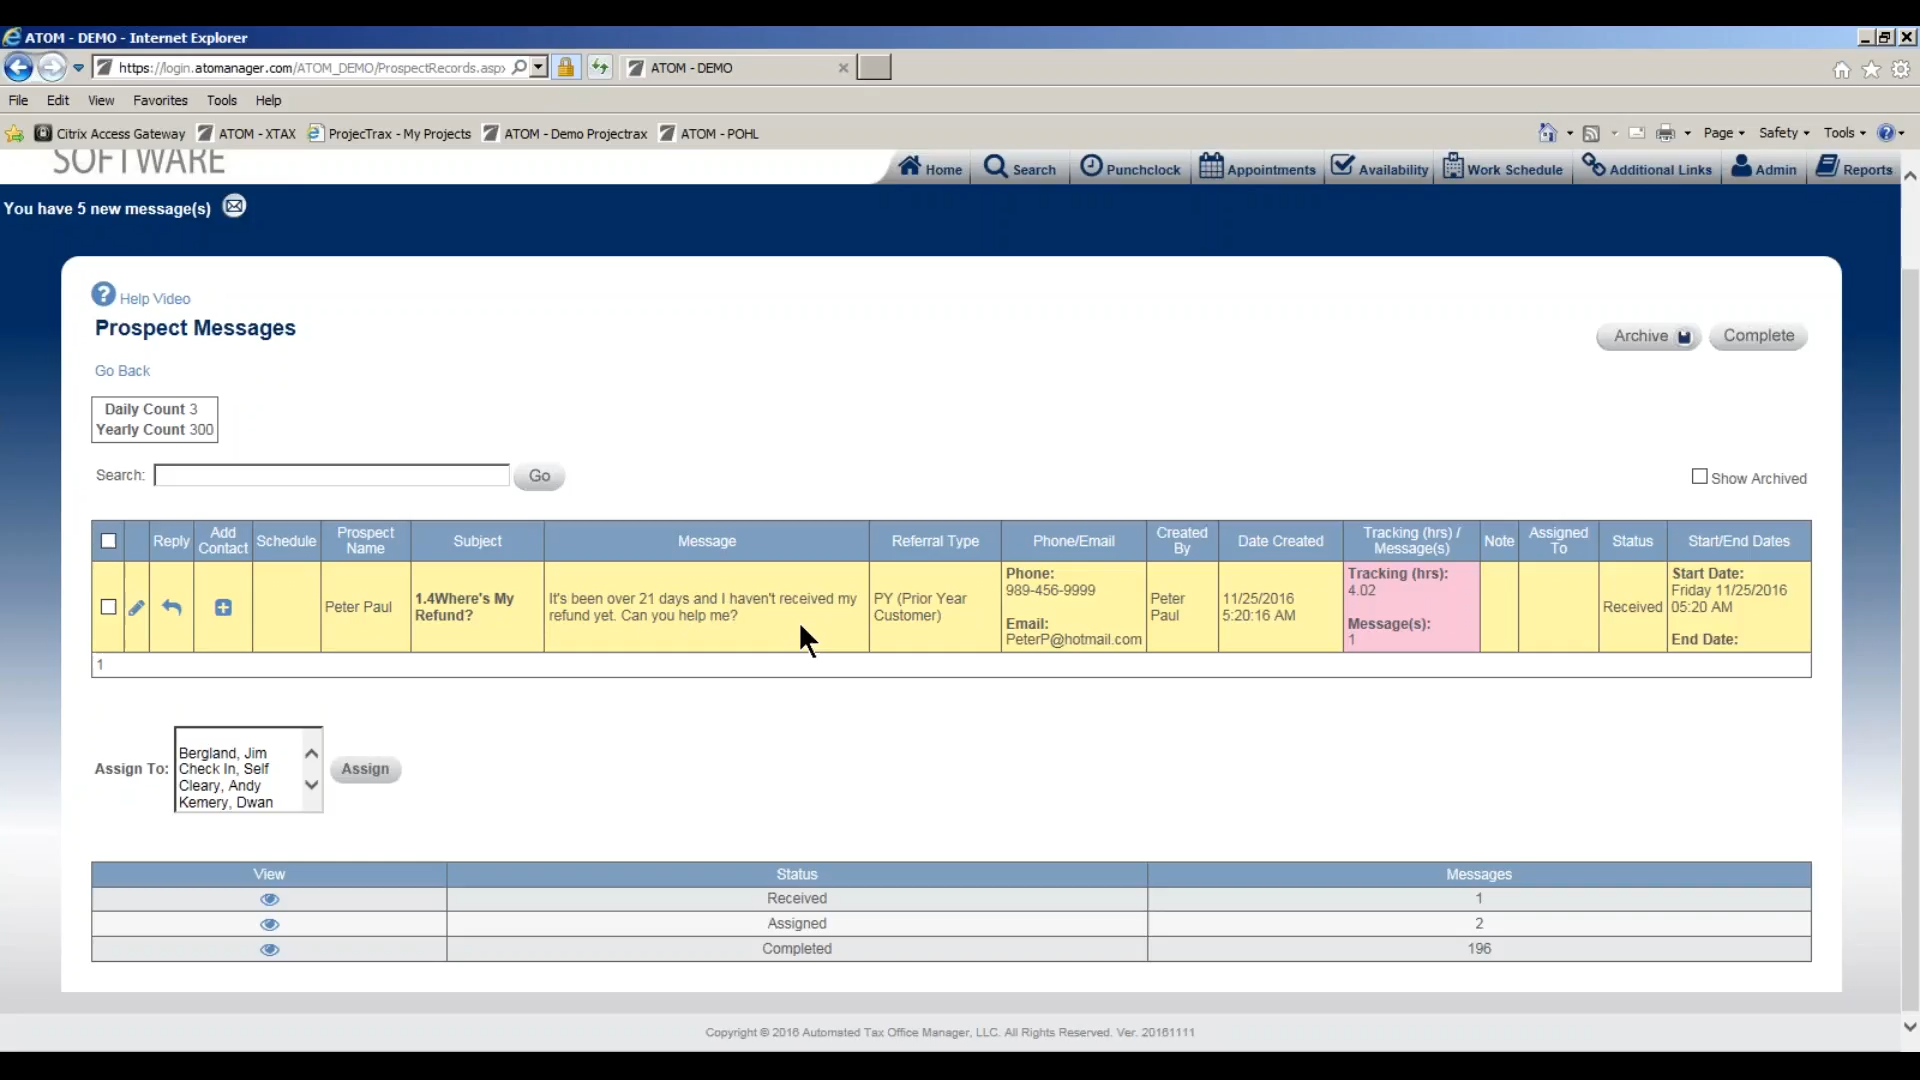 ATOM - DEMO - Internet Explorer
https://login.atomanager.com/ATOM_DEMO/ProspectRecords.aspx
ATOM - DEMO
File Edit View Favorites Tools Help
Citrix Access Gateway ATOM - XTAX ProjecTrax - My Projects ATOM - Demo Projectrax ATOM - POHL Page Safety Tools
SOFTWARE
Home Search Punchclock Appointments Availability Work Schedule Additional Links Admin Reports
You have 5 new message(s)
Help Video
Prospect Messages
Archive Complete
Go Back
Daily Count 3
Yearly Count 300
Search: Go
Show Archived
Reply Add Contact Schedule Prospect Name Subject Message Referral Type Phone/Email Created By Date Created Tracking (hrs) / Message(s) Note Assigned To Status Start/End Dates
Peter Paul
1.4Where's My
Refund?
It's been over 21 days and I haven't received my
refund yet. Can you help me?
PY (Prior Year
Customer)
Phone:
989-456-9999
Email:
PeterP@hotmail.com
Peter
Paul
11/25/2016
5:20:16 AM
Tracking (hrs):
4.02
Message(s):
1
Received
Start Date:
Friday 11/25/2016
05:20 AM
End Date:
1
Assign To:
Bergland, Jim
Check In, Self
Cleary, Andy
Kemery, Dwan
Assign
View Status Messages
Received 1
Assigned 2
Completed 196
Copyright © 2016 Automated Tax Office Manager, LLC. All Rights Reserved. Ver. 20161111